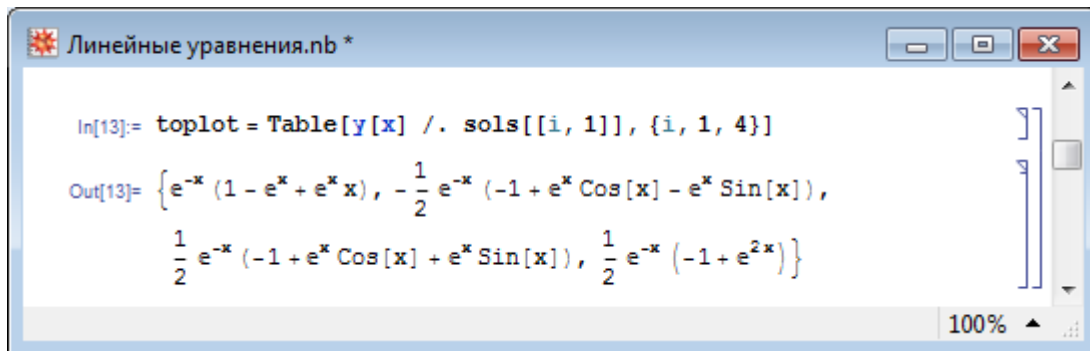 Линейные уравнения.nb *
In[13]:= toplot = Table[y[x] /. sols[[i, 1]], {i, 1, 4}]
Out[13]= {e^-x (1 - e^x + e^x x), -1/2 e^-x (-1 + e^x Cos[x] - e^x Sin[x]),
1/2 e^-x (-1 + e^x Cos[x] + e^x Sin[x]), 1/2 e^-x (-1 + e^2 x)}
100%